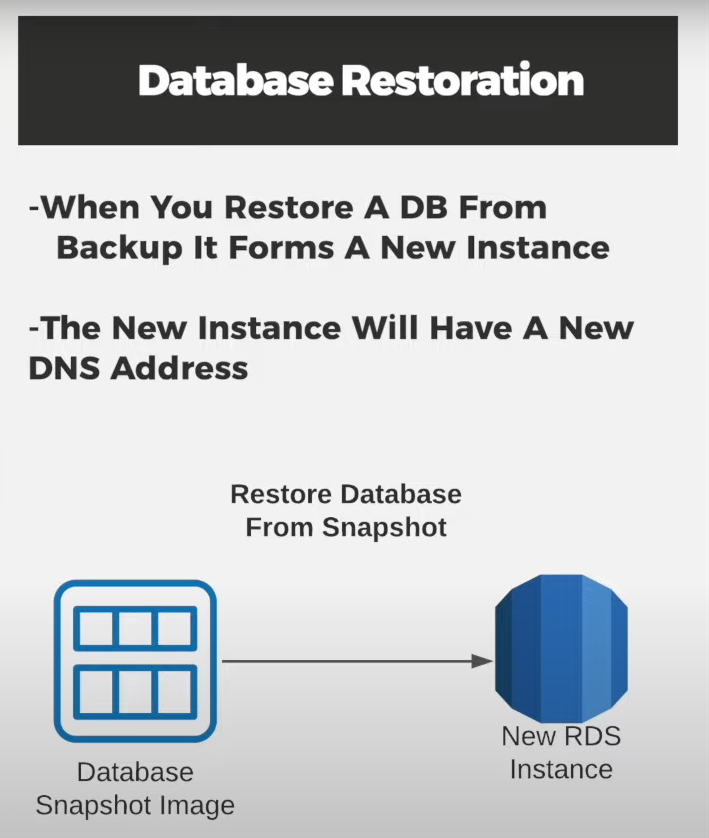 Database Restoration
-When You Restore A DB From
Backup It Forms A New Instance
-The New Instance Will Have A New
DNS Address
Restore Database
From Snapshot
Database
Snapshot Image
New RDS
Instance